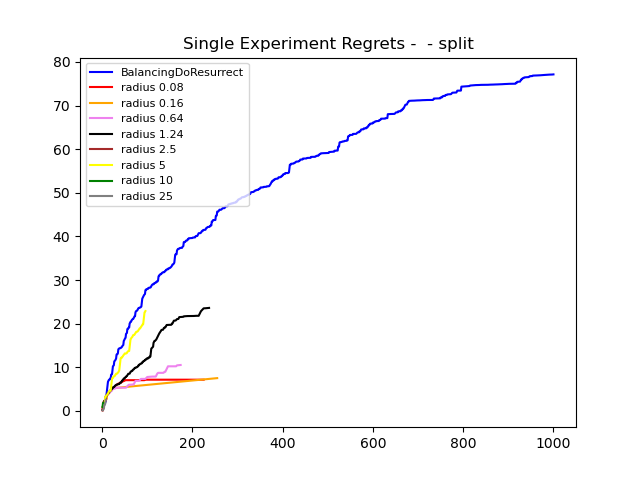 Single Experiment Regrets -  - split
80
70
60
50
40
30
20
10
0
BalancingDoResurrect
radius 0.08
radius 0.16
radius 0.64
radius 1.24
radius 2.5
radius 5
radius 10
radius 25
0 200 400 600 800 1000